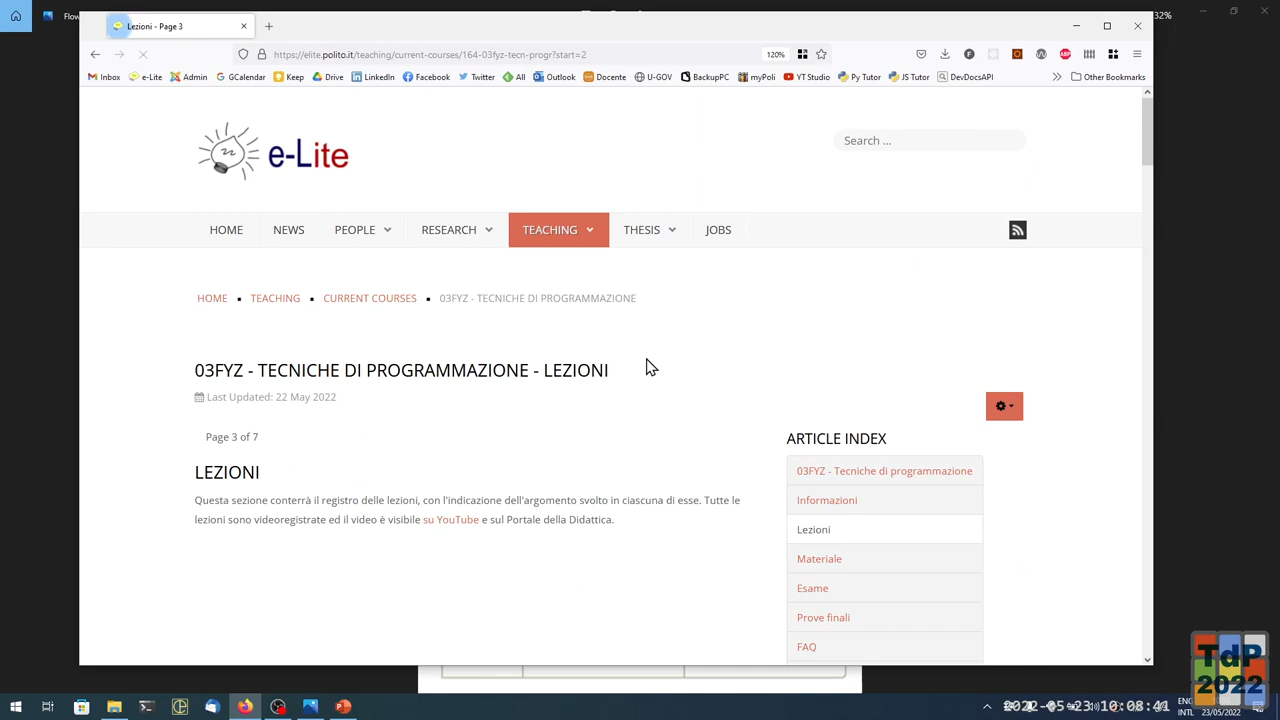 Flow
Lezioni - Page 3
32%
https://elite.polito.it/teaching/current-courses/164-03fyz-tecn-progr?start=2
120%
Inbox e-Lite Admin GCalendar Keep Drive LinkedIn Facebook Twitter All Outlook Docente U-GOV BackupPC myPoli YT Studio Py Tutor JS Tutor DevDocsAPI Other Bookmarks
e-Lite
Search ...
HOME NEWS PEOPLE RESEARCH TEACHING THESIS JOBS
HOME TEACHING CURRENT COURSES 03FYZ - TECNICHE DI PROGRAMMAZIONE
03FYZ - TECNICHE DI PROGRAMMAZIONE - LEZIONI
Last Updated: 22 May 2022
Page 3 of 7
LEZIONI
Questa sezione conterrà il registro delle lezioni, con l'indicazione dell'argomento svolto in ciascuna di esse. Tutte le
lezioni sono videoregistrate ed il video è visibile su YouTube e sul Portale della Didattica.
ARTICLE INDEX
03FYZ - Tecniche di programmazione
Informazioni
Lezioni
Materiale
Esame
Prove finali
FAQ
TdP
2022
2022-05-23 10:08:41
ENG
INTL
23/05/2022